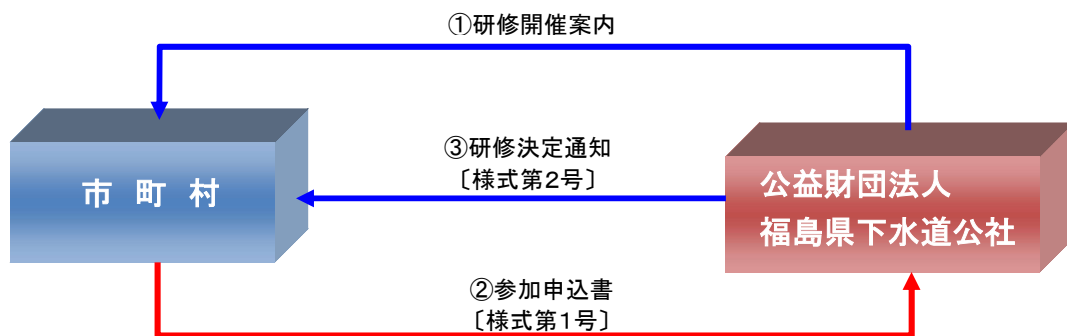 ①研修開催案内
③研修決定通知
〔様式第2号〕
市 町 村
公益財団法人
福島県下水道公社
②参加申込書
〔様式第1号〕